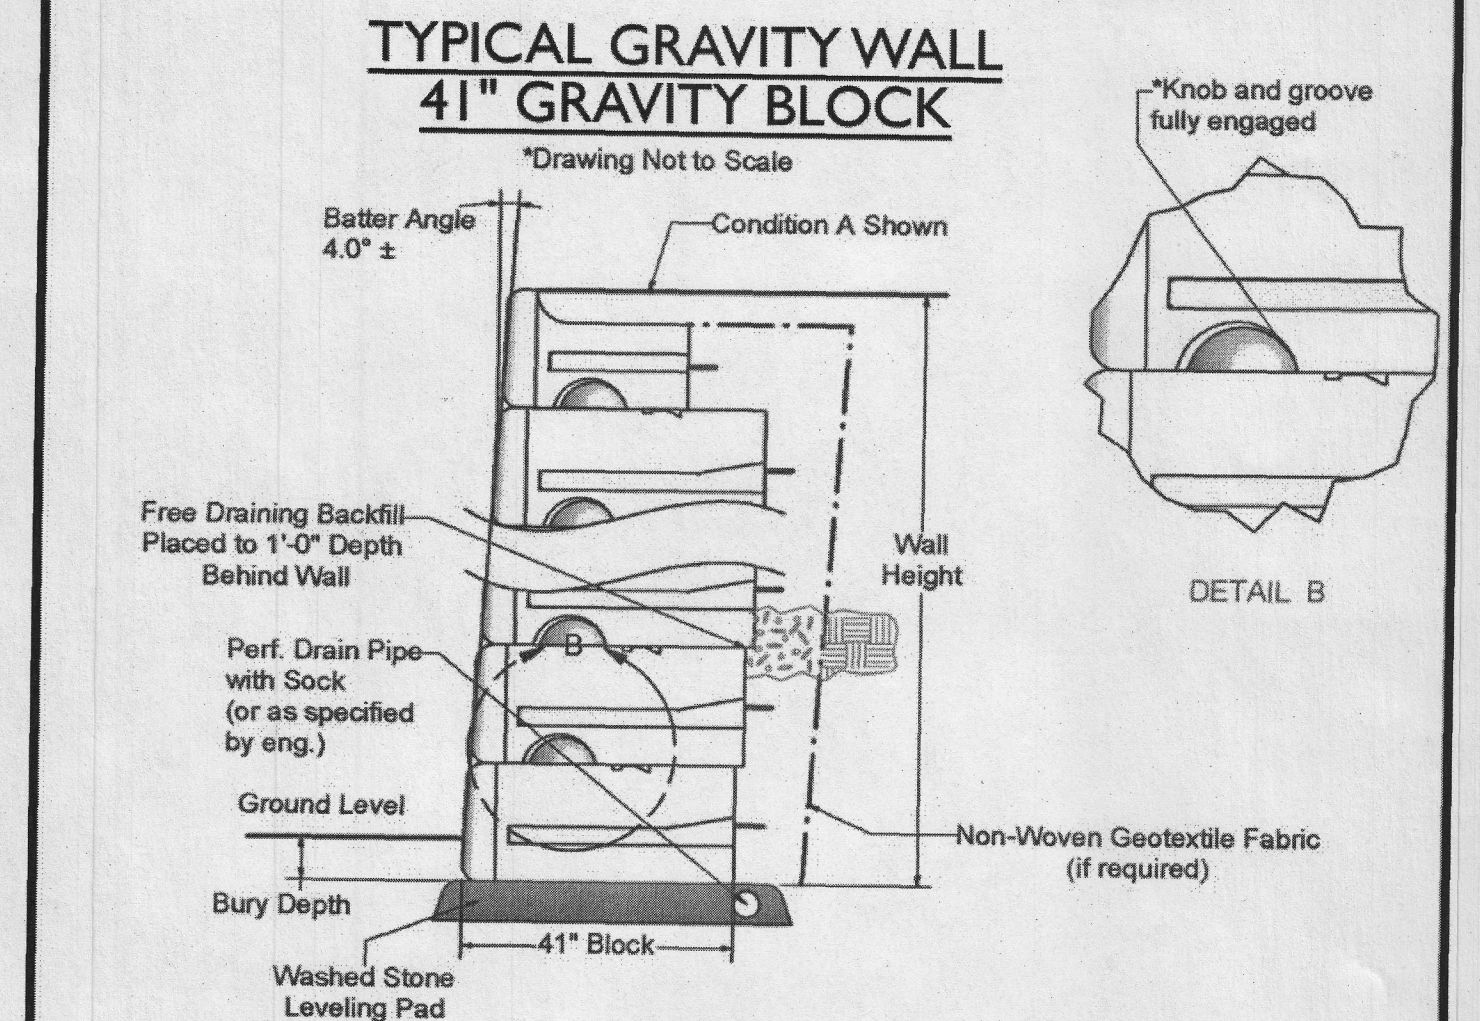 TYPICAL GRAVITY WALL
41" GRAVITY BLOCK
*Drawing Not to Scale
*Knob and groove
fully engaged
Batter Angle
4.0° ±
Condition A Shown
Free Draining Backfill
Placed to 1'-0" Depth
Behind Wall
Wall
Height
DETAIL B
B
Perf. Drain Pipe
with Sock
(or as specified
by eng.)
Ground Level
Non-Woven Geotextile Fabric
(if required)
Bury Depth
41" Block
Washed Stone
Leveling Pad